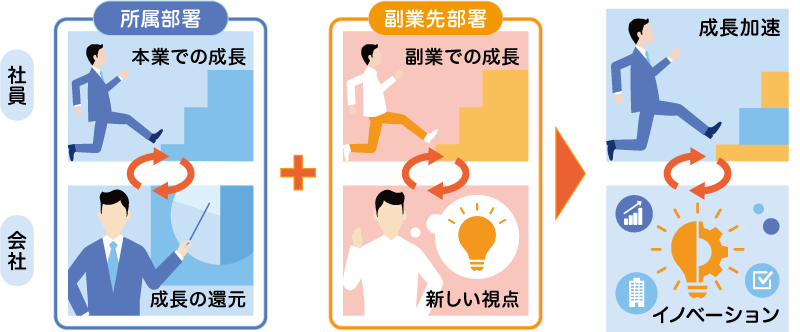 所属部署
副業先部署
社員
本業での成長
副業での成長
成長加速
会社
成長の還元
新しい視点
イノベーション